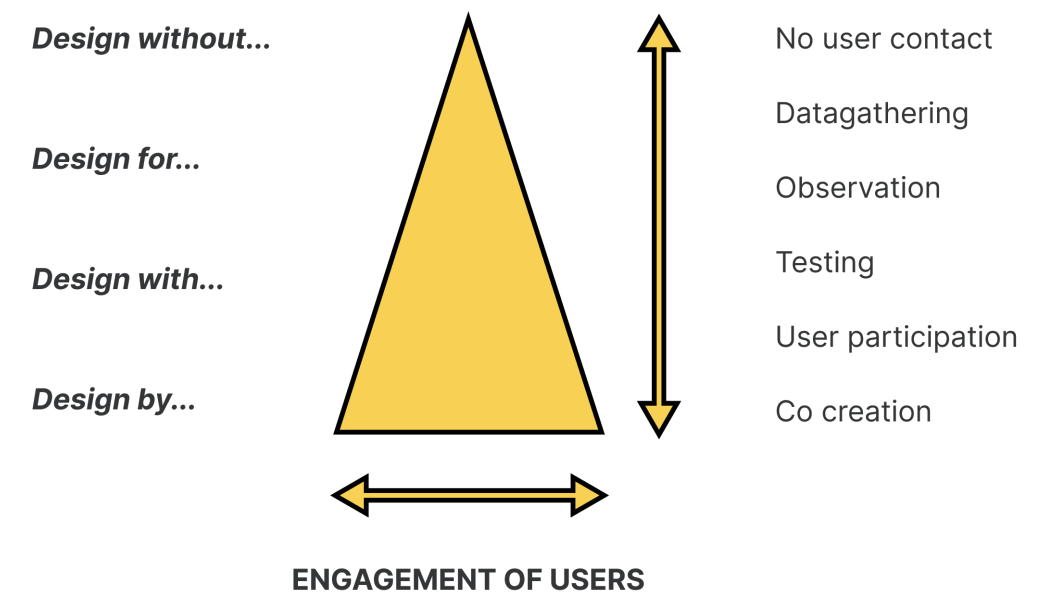 Design without...
Design for...
Design with...
Design by...
No user contact
Datagathering
Observation
Testing
User participation
Co creation
ENGAGEMENT OF USERS